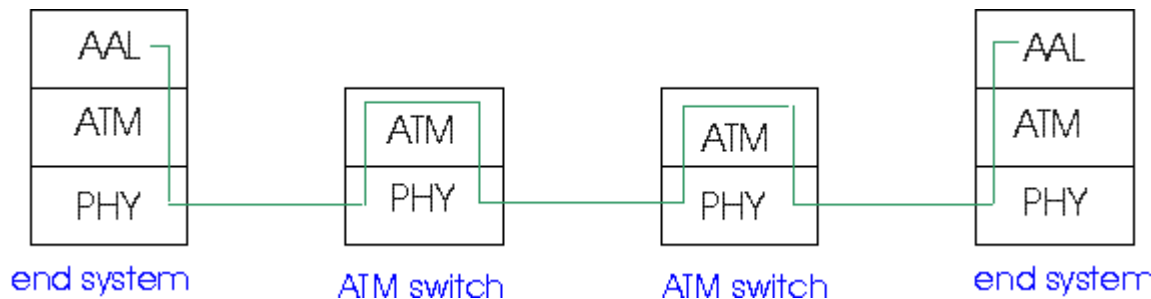 AAL
ATM
PHY
end system
ATM
PHY
ATM switch
ATM
PHY
ATM switch
AAL
ATM
PHY
end system